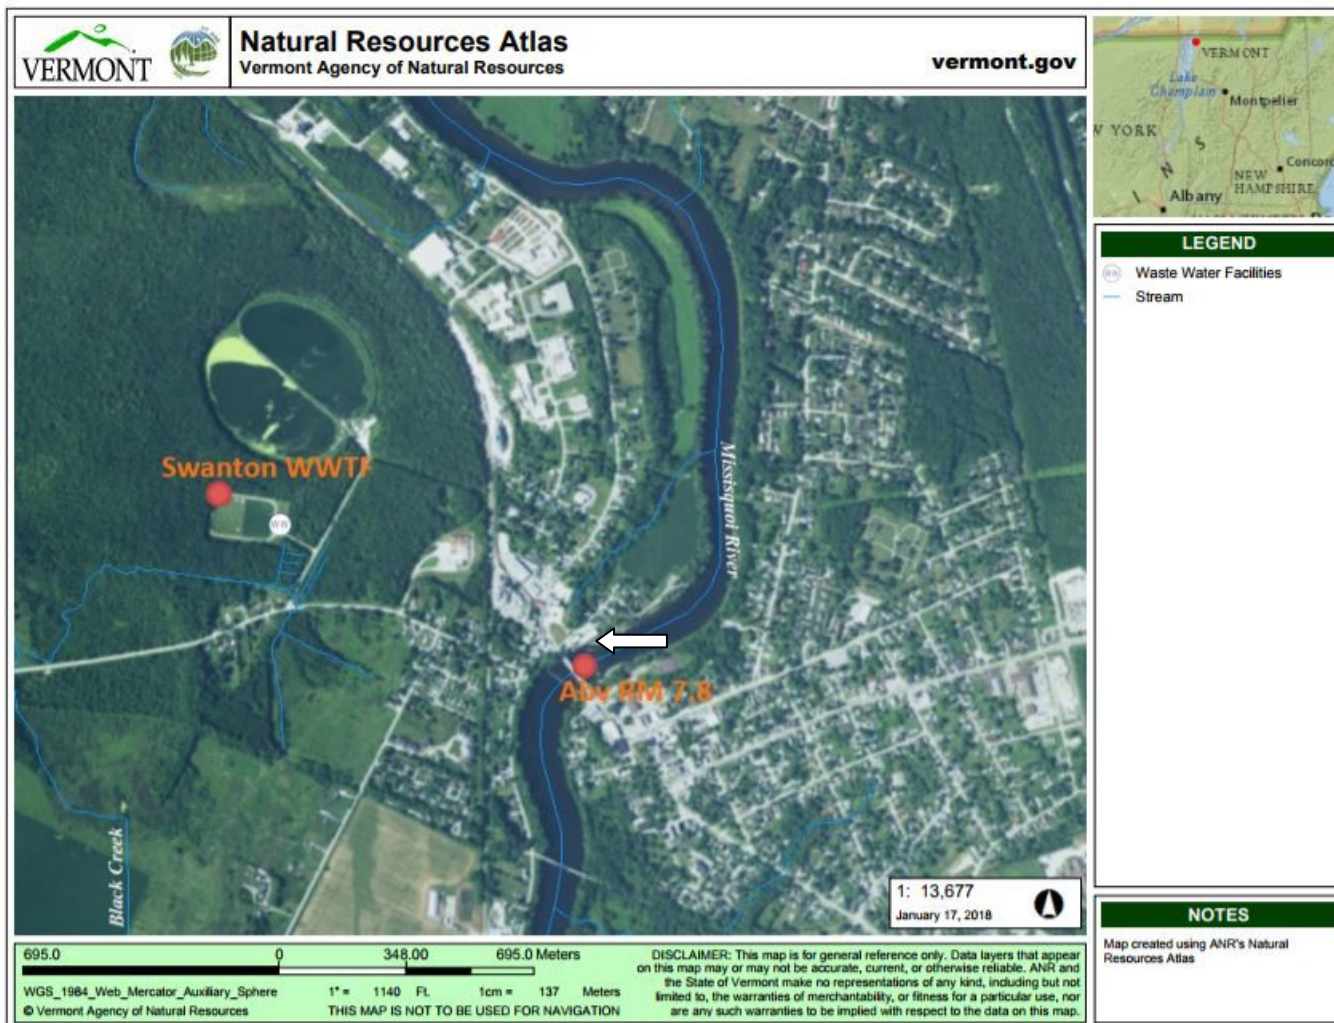 VERMONT
Natural Resources Atlas
Vermont Agency of Natural Resources
vermont.gov
VERMONT
Lake
Champlain
Montpelier
W YORK
Concord
NEW
HAMPSHIRE
Albany
I N S
LEGEND
WW Waste Water Facilities
Stream
Swanton WWTF
WW
Missisquoi River
Abv RM 7.8
Black Creek
1: 13,677
January 17, 2018
NOTES
Map created using ANR's Natural
Resources Atlas
695.0 0 348.00 695.0 Meters
WGS_1984_Web_Mercator_Auxiliary_Sphere 1" = 1140 Ft. 1cm = 137 Meters
© Vermont Agency of Natural Resources THIS MAP IS NOT TO BE USED FOR NAVIGATION
DISCLAIMER: This map is for general reference only. Data layers that appear
on this map may or may not be accurate, current, or otherwise reliable. ANR and
the State of Vermont make no representations of any kind, including but not
limited to, the warranties of merchantability, or fitness for a particular use, nor
are any such warranties to be implied with respect to the data on this map.